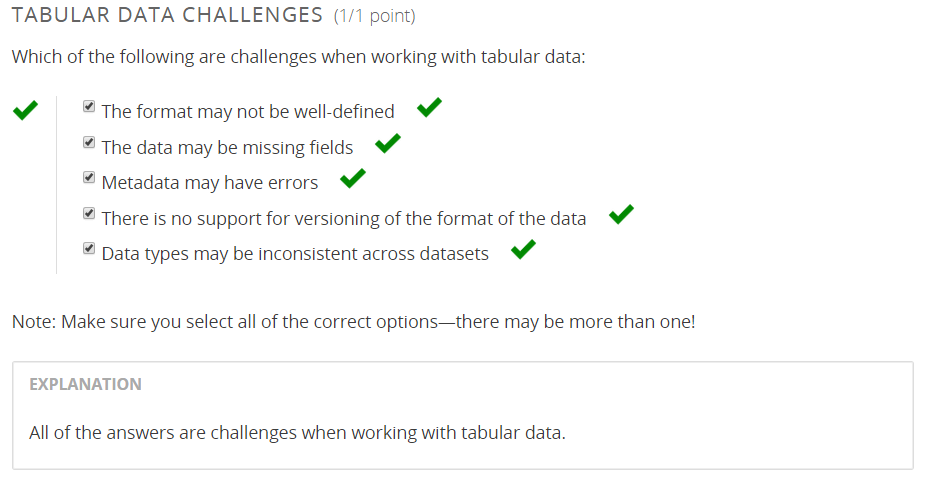 TABULAR DATA CHALLENGES (1/1 point)
Which of the following are challenges when working with tabular data:
The format may not be well-defined
The data may be missing fields
Metadata may have errors
There is no support for versioning of the format of the data
Data types may be inconsistent across datasets
Note: Make sure you select all of the correct options—there may be more than one!
EXPLANATION
All of the answers are challenges when working with tabular data.